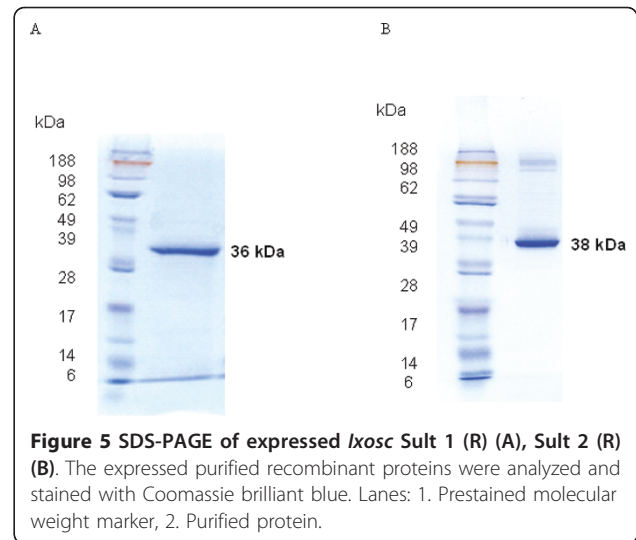 A
B
kDa
188
98
62
49
39
28
17
14
6
36 kDa
kDa
188
98
62
49
39
28
17
14
6
38 kDa
Figure 5 SDS-PAGE of expressed Ixosc Sult 1 (R) (A), Sult 2 (R)
(B). The expressed purified recombinant proteins were analyzed and
stained with Coomassie brilliant blue. Lanes: 1. Prestained molecular
weight marker, 2. Purified protein.